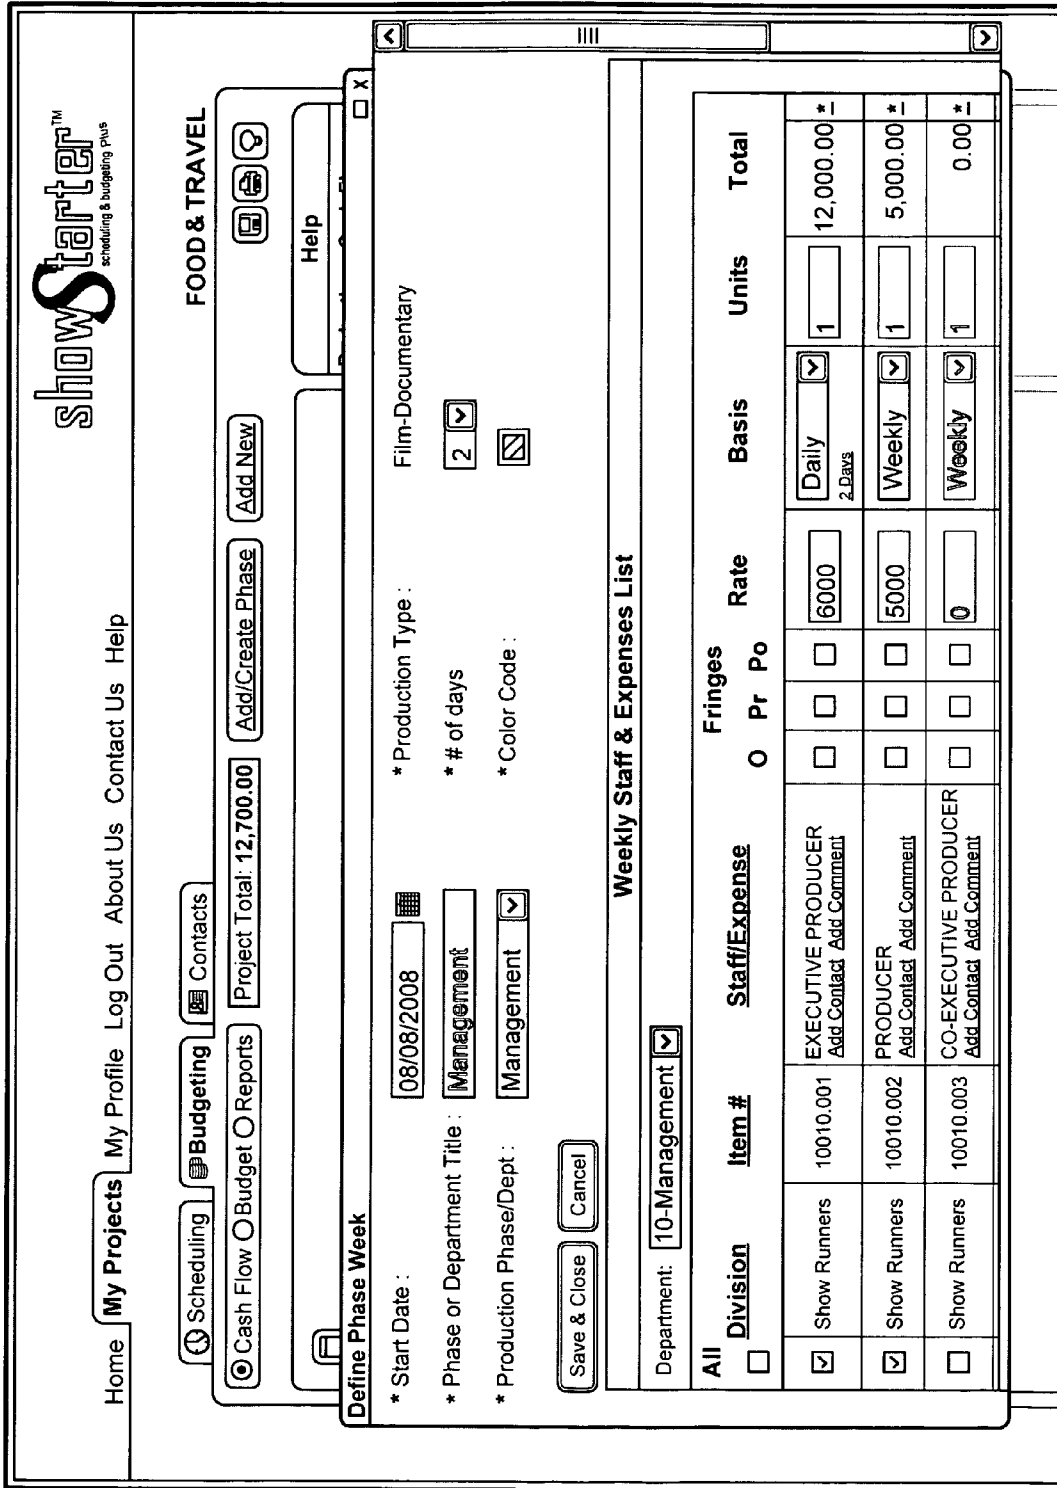 showStarter™
scheduling & budgeting Plus
Home My Projects My Profile Log Out About Us Contact Us Help
FOOD & TRAVEL
Scheduling Budgeting Contacts
Cash Flow Budget Reports Project Total: 12,700.00 Add/Create Phase Add New
Help
Define Phase Week X
* Start Date : 08/08/2008 * Production Type : Film-Documentary
* Phase or Department Title : Management * # of days 2
* Production Phase/Dept : Management * Color Code :
Save & Close Cancel
Weekly Staff & Expenses List
Department: 10-Management
All Fringes
Division Item # Staff/Expense O Pr Po Rate Basis Units Total
Show Runners 10010.001 EXECUTIVE PRODUCER 6000 Daily 1 12,000.00 *
Add Contact Add Comment 2 Days
Show Runners 10010.002 PRODUCER 5000 Weekly 1 5,000.00 *
Add Contact Add Comment
Show Runners 10010.003 CO-EXECUTIVE PRODUCER 0 Weekly 1 0.00 *
Add Contact Add Comment